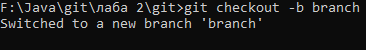 F:\Java\git\лаба 2\git>git checkout -b branch
Switched to a new branch 'branch'